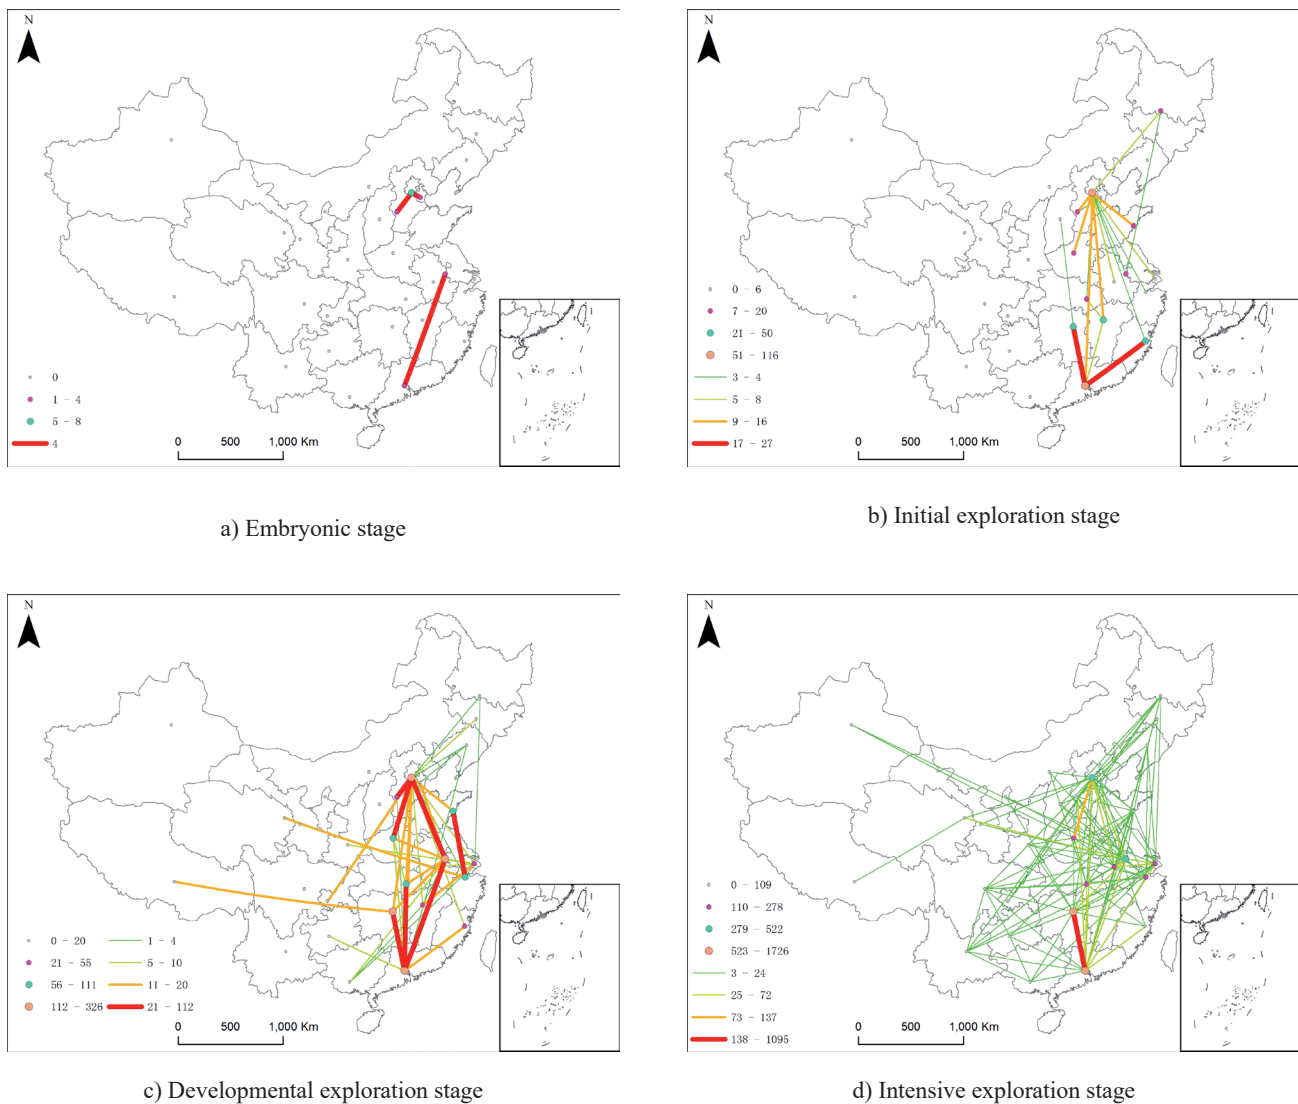 N
0
1 - 4
5 - 8
4
0 500 1,000 Km
a) Embryonic stage
N
0 - 6
7 - 20
21 - 50
51 - 116
3 - 4
5 - 8
9 - 16
17 - 27
0 500 1,000 Km
b) Initial exploration stage
N
0 - 20 1 - 4
21 - 55 5 - 10
56 - 111 11 - 20
112 - 326 21 - 112
0 500 1,000 Km
c) Developmental exploration stage
N
0 - 109
110 - 278
279 - 522
523 - 1726
3 - 24
25 - 72
73 - 137
138 - 1095
0 500 1,000 Km
d) Intensive exploration stage